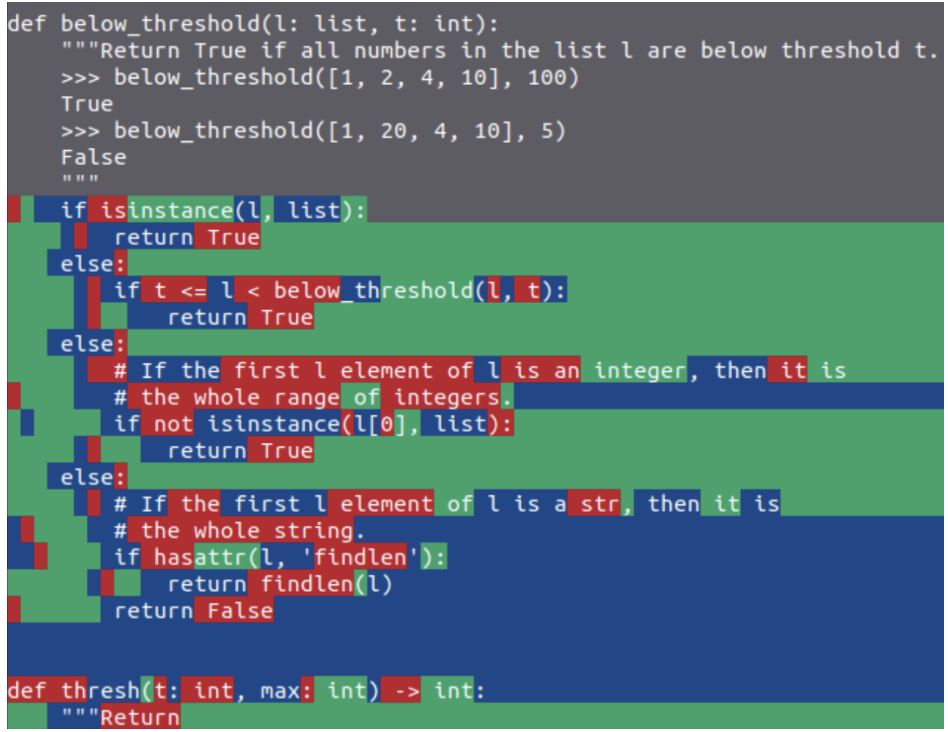 def below_threshold(l: list, t: int):
    """Return True if all numbers in the list l are below threshold t.
    >>> below_threshold([1, 2, 4, 10], 100)
    True
    >>> below_threshold([1, 20, 4, 10], 5)
    False
    """
    if isinstance(l, list):
        return True
    else:
        if t <= l < below_threshold(l, t):
            return True
    else:
        # If the first l element of l is an integer, then it is
        # the whole range of integers.
        if not isinstance(l[0], list):
            return True
    else:
        # If the first l element of l is a str, then it is
        # the whole string.
        if hasattr(l, 'findlen'):
            return findlen(l)
        return False
def thresh(t: int, max: int) -> int:
    """Return